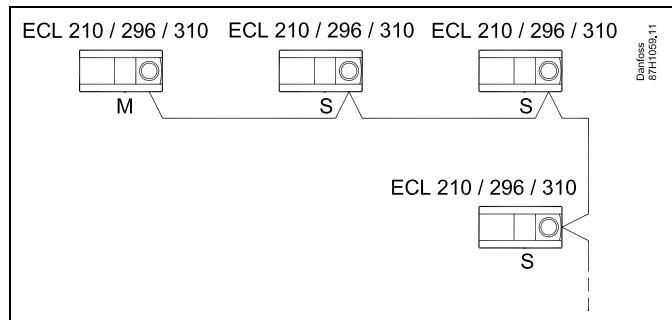 ECL 210 / 296 / 310 ECL 210 / 296 / 310 ECL 210 / 296 / 310
M S S
ECL 210 / 296 / 310
S
Danfoss
87H1059.11